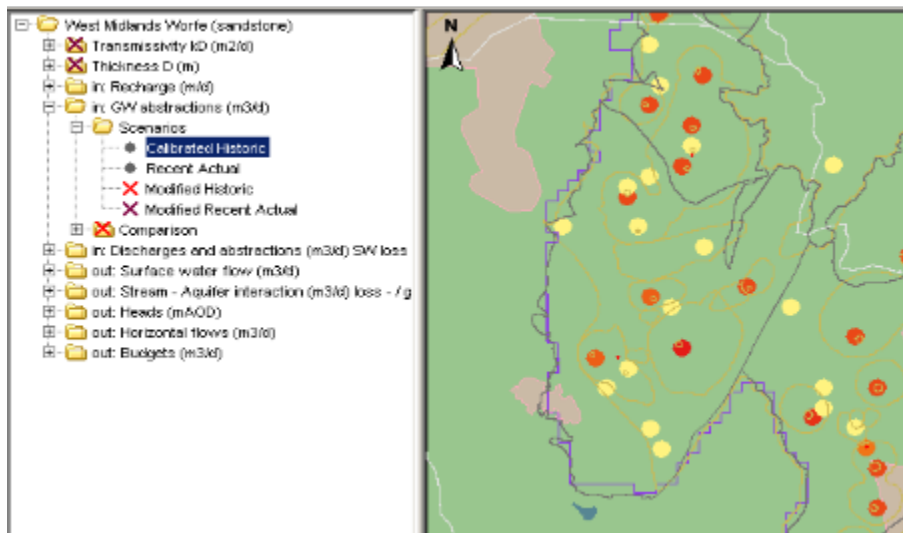 West Midlands Worfe (sandstone)
Transmissivity kD (m2/d)
Thickness D (m)
in: Recharge (m/d)
in: GW abstractions (m3/d)
Scenarios
Calibrated Historic
Recent Actual
Modified Historic
Modified Recent Actual
Comparison
in: Discharges and abstractions (m3/d) SW loss
out: Surface water flow (m3/d)
out: Stream - Aquifer interaction (m3/d) loss - / g
out: Heads (mAOD)
out: Horizontal flows (m3/d)
out: Budgets (m3/d)
N